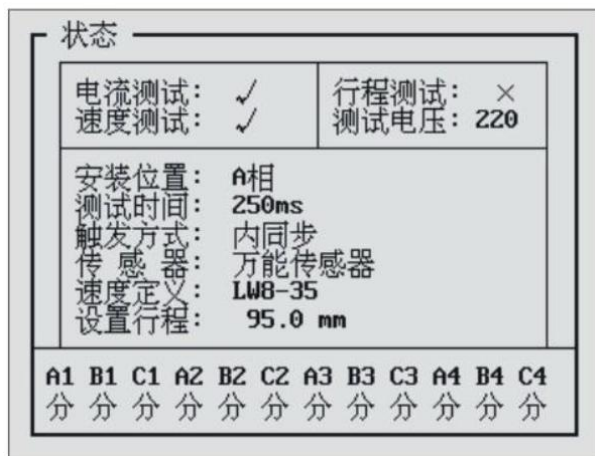 状态
电流测试: √ 行程测试: ×
速度测试: √ 测试电压: 220
安装位置: A相
测试时间: 250ms
触发方式: 内同步
传 感 器: 万能传感器
速度定义: LW8-35
设置行程: 95.0 mm
A1 B1 C1 A2 B2 C2 A3 B3 C3 A4 B4 C4
分 分 分 分 分 分 分 分 分 分 分 分